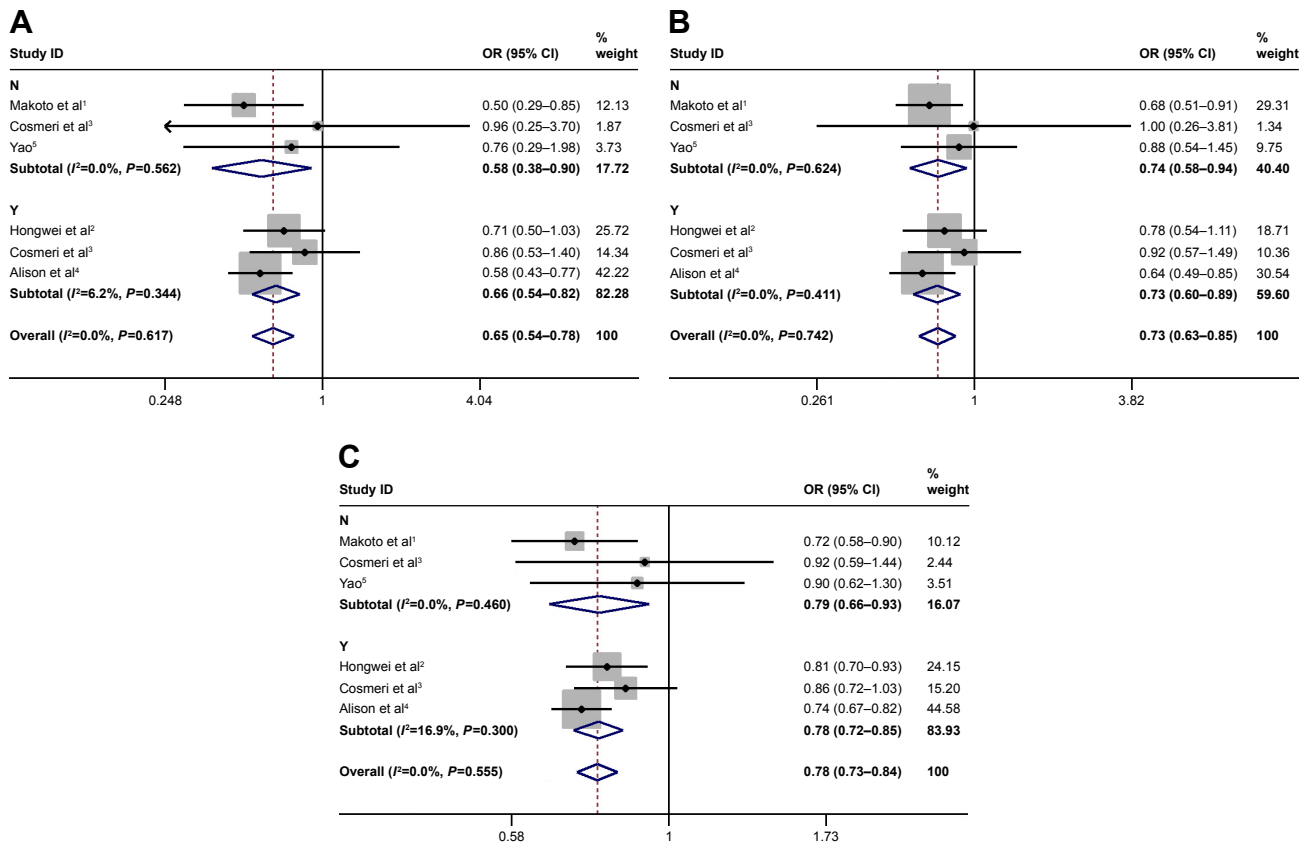 A
Study ID OR (95% CI) % weight
N
Makoto et al¹ 0.50 (0.29–0.85) 12.13
Cosmeri et al³ 0.96 (0.25–3.70) 1.87
Yao⁵ 0.76 (0.29–1.98) 3.73
Subtotal (I²=0.0%, P=0.562) 0.58 (0.38–0.90) 17.72
Y
Hongwei et al² 0.71 (0.50–1.03) 25.72
Cosmeri et al³ 0.86 (0.53–1.40) 14.34
Alison et al⁴ 0.58 (0.43–0.77) 42.22
Subtotal (I²=6.2%, P=0.344) 0.66 (0.54–0.82) 82.28
Overall (I²=0.0%, P=0.617) 0.65 (0.54–0.78) 100
0.248 1 4.04
B
Study ID OR (95% CI) % weight
N
Makoto et al¹ 0.68 (0.51–0.91) 29.31
Cosmeri et al³ 1.00 (0.26–3.81) 1.34
Yao⁵ 0.88 (0.54–1.45) 9.75
Subtotal (I²=0.0%, P=0.624) 0.74 (0.58–0.94) 40.40
Y
Hongwei et al² 0.78 (0.54–1.11) 18.71
Cosmeri et al³ 0.92 (0.57–1.49) 10.36
Alison et al⁴ 0.64 (0.49–0.85) 30.54
Subtotal (I²=0.0%, P=0.411) 0.73 (0.60–0.89) 59.60
Overall (I²=0.0%, P=0.742) 0.73 (0.63–0.85) 100
0.261 1 3.82
C
Study ID OR (95% CI) % weight
N
Makoto et al¹ 0.72 (0.58–0.90) 10.12
Cosmeri et al³ 0.92 (0.59–1.44) 2.44
Yao⁵ 0.90 (0.62–1.30) 3.51
Subtotal (I²=0.0%, P=0.460) 0.79 (0.66–0.93) 16.07
Y
Hongwei et al² 0.81 (0.70–0.93) 24.15
Cosmeri et al³ 0.86 (0.72–1.03) 15.20
Alison et al⁴ 0.74 (0.67–0.82) 44.58
Subtotal (I²=16.9%, P=0.300) 0.78 (0.72–0.85) 83.93
Overall (I²=0.0%, P=0.555) 0.78 (0.73–0.84) 100
0.58 1 1.73